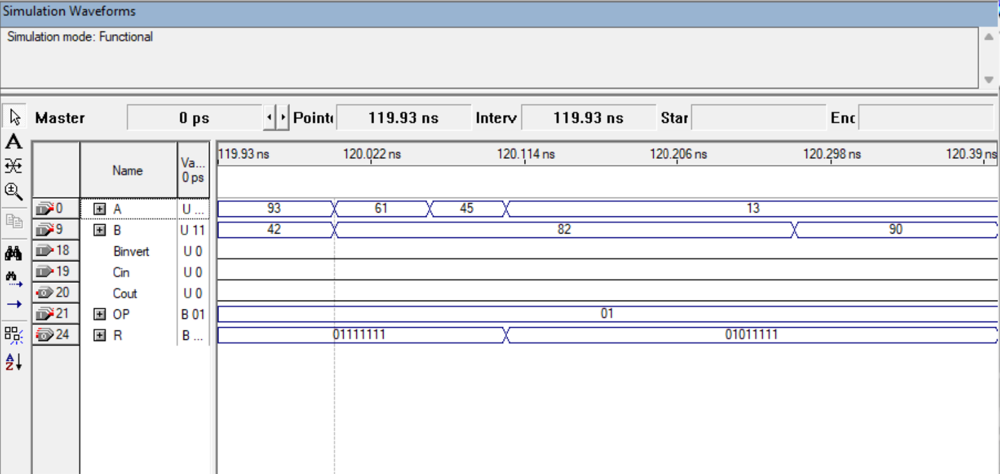 Simulation Waveforms
Simulation mode: Functional
Master 0 ps Pointe 119.93 ns Interv 119.93 ns Star Enc
A
119.93 ns 120.022 ns 120.114 ns 120.206 ns 120.298 ns 120.39 ns
Name Va... 0 ps
0 A U ... 93 61 45 13
9 B U 11 42 82 90
18 Binvert U 0
19 Cin U 0
20 Cout U 0
21 OP B 01 01
24 R B ... 01111111 01011111
A
Z